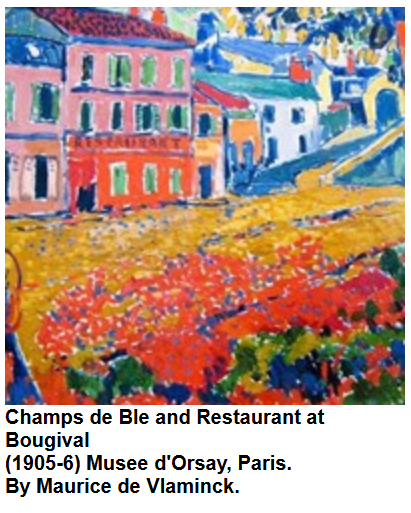 RESTAURANT
Champs de Ble and Restaurant at
Bougival
(1905-6) Musee d'Orsay, Paris.
By Maurice de Vlaminck.